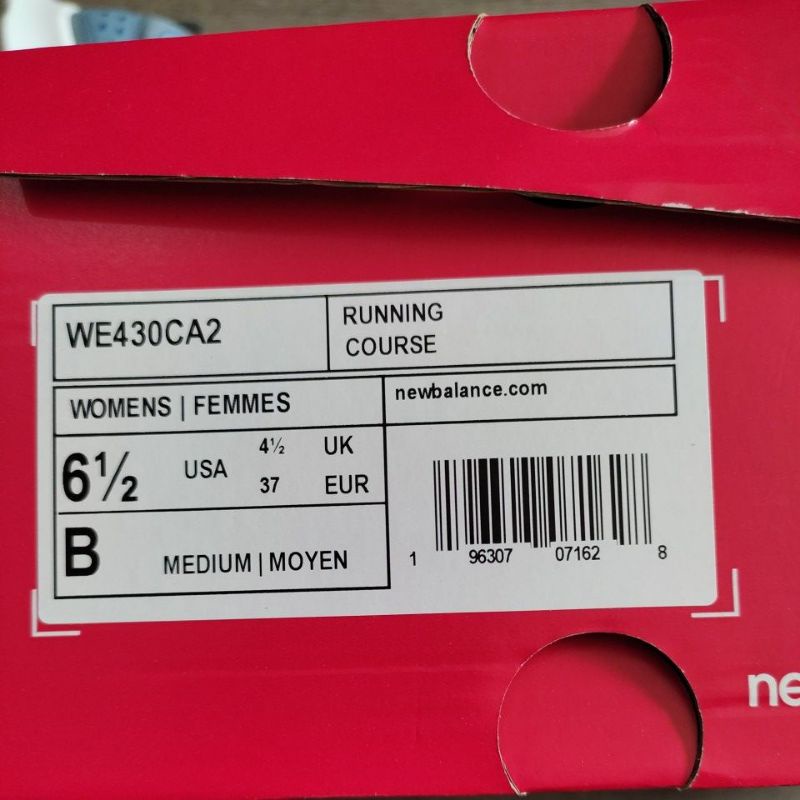 WE430CA2
RUNNING
COURSE
WOMENS | FEMMES
newbalance.com
6½ USA 4½ UK
37 EUR
B MEDIUM | MOYEN
1 96307 07162 8
ne